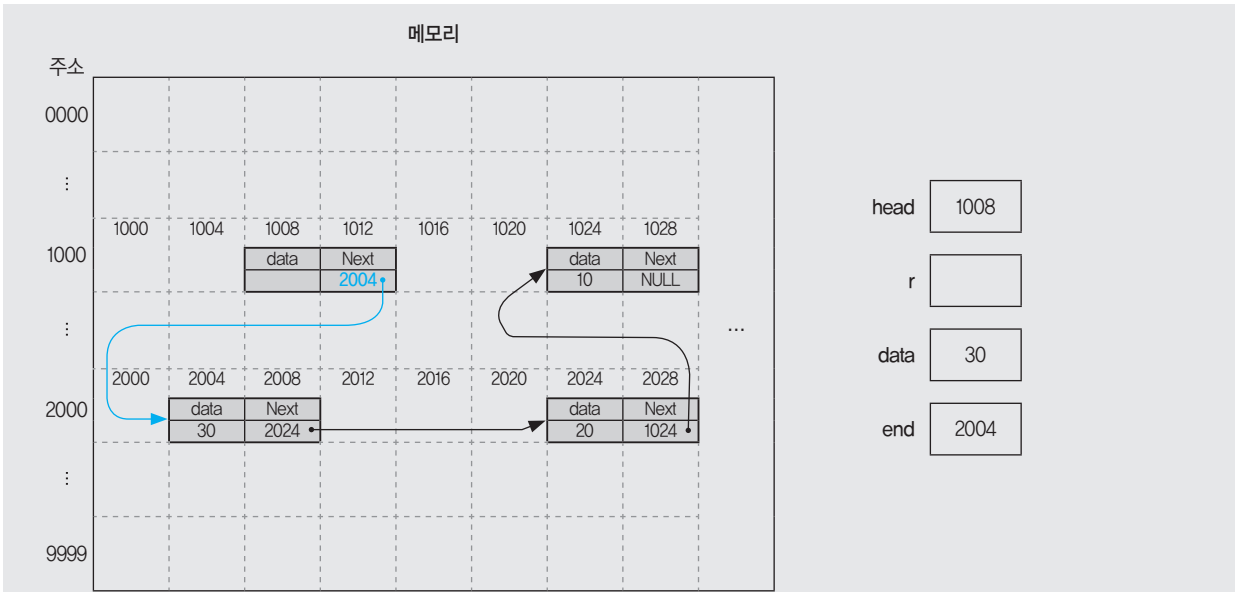 메모리
주소
0000
⋮
1000 1004 1008 1012 1016 1020 1024 1028
1000
data Next data Next
2004 10 NULL
⋮
...
2000 2004 2008 2012 2016 2020 2024 2028
2000
data Next data Next
30 2024 20 1024
⋮
9999
head 1008
r
data 30
end 2004